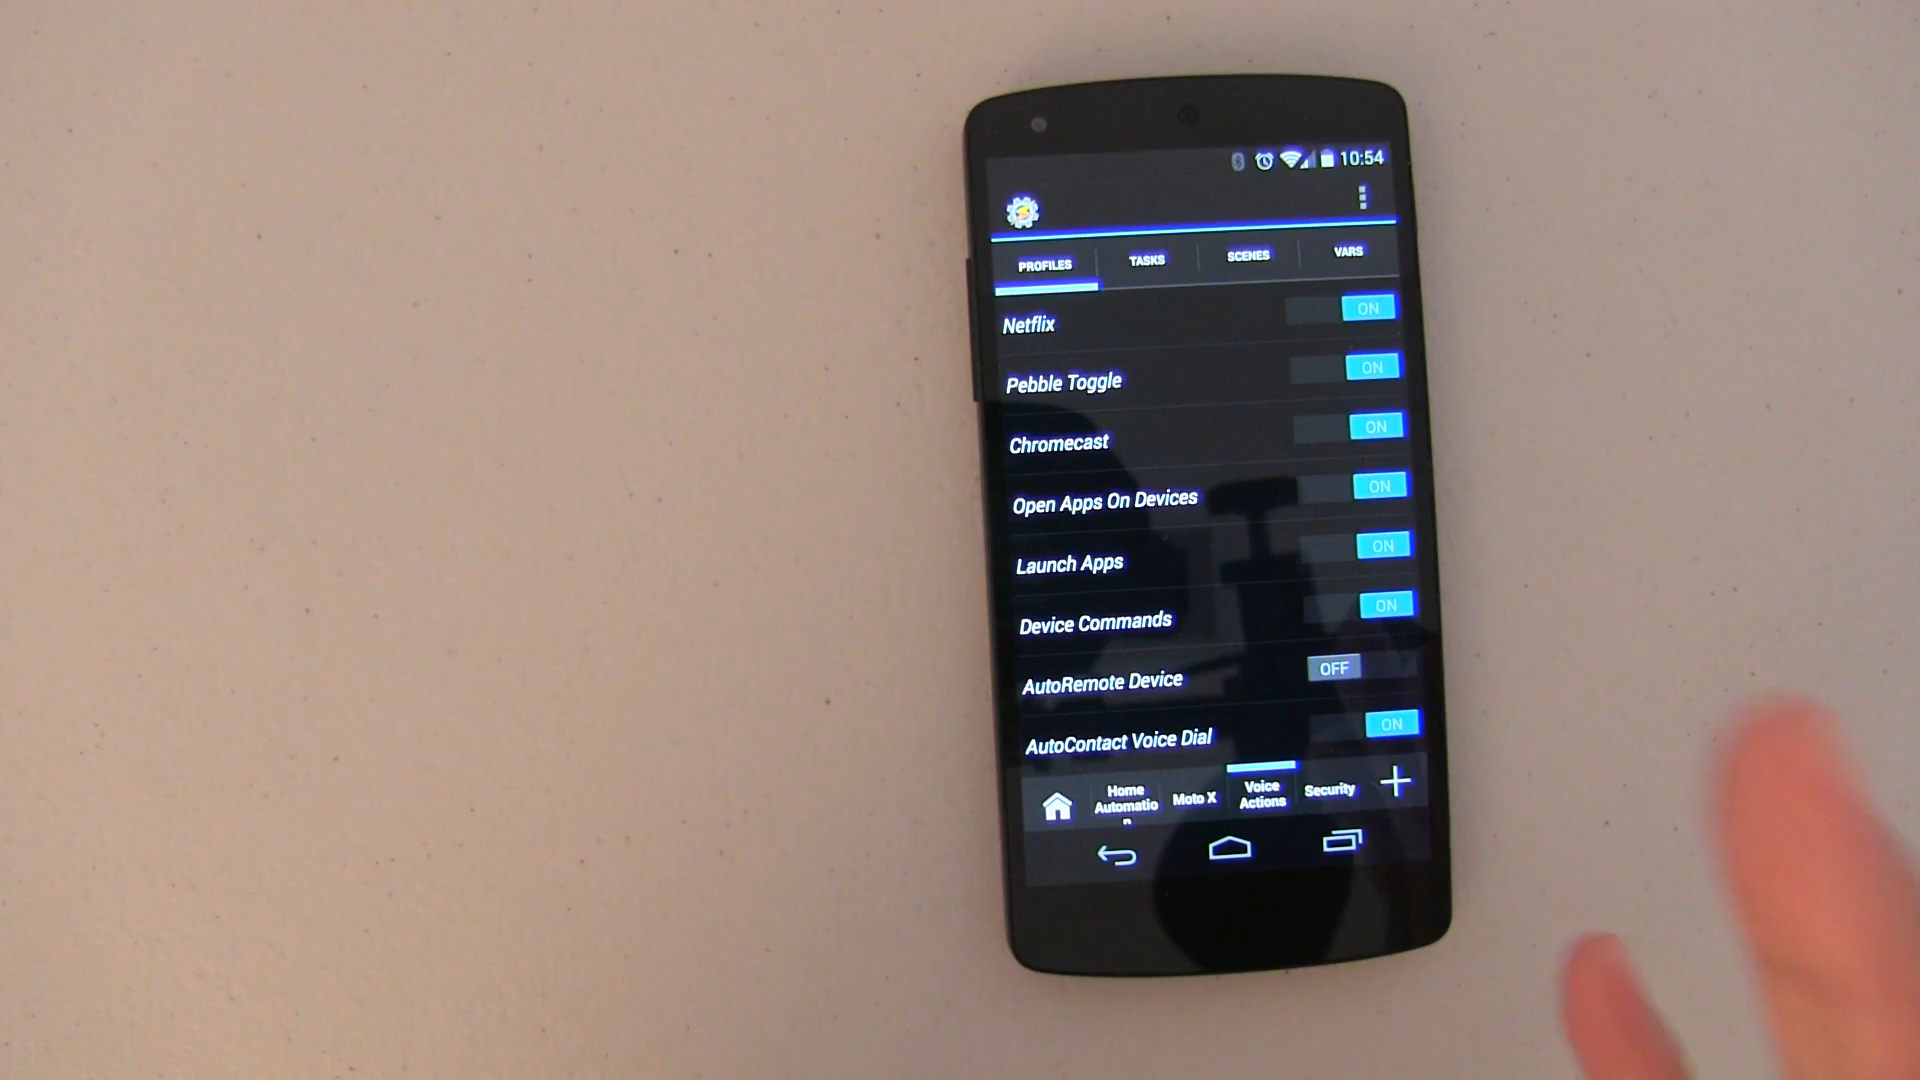 10:54
PROFILES TASKS SCENES VARS
Netflix ON
Pebble Toggle ON
Chromecast ON
Open Apps On Devices ON
Launch Apps ON
Device Commands ON
AutoRemote Device OFF
AutoContact Voice Dial ON
Home
Automatio
n
Moto X
Voice
Actions
Security